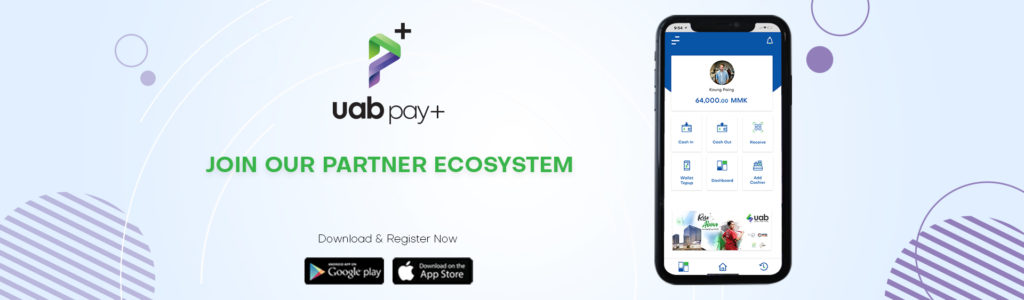 uab pay+
JOIN OUR PARTNER ECOSYSTEM
Download & Register Now
ANDROID APP ON
Google play
Download on the
App Store
9:54
Kaung Paing
64,000.00 MMK
Cash In
Cash Out
Receive
Wallet
Topup
Dashboard
Add
Cashier
uab